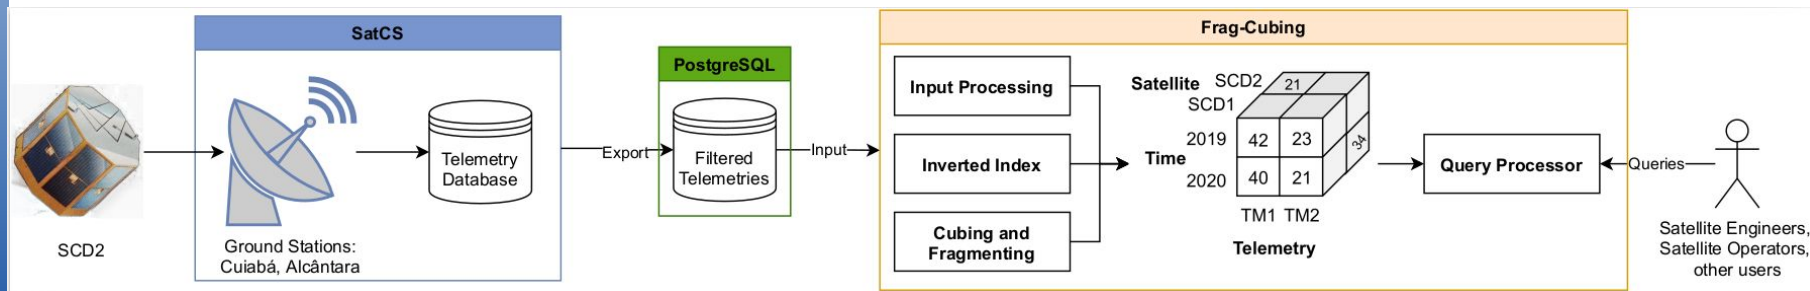 SCD2
SatCS
Ground Stations:
Cuiabá, Alcântara
Telemetry
Database
Export
PostgreSQL
Filtered
Telemetries
Input
Frag-Cubing
Input Processing
Inverted Index
Cubing and
Fragmenting
Satellite
SCD2
SCD1
2019
Time
2020
21
42
23
34
40
21
TM1
TM2
Telemetry
Query Processor
Queries
Satellite Engineers,
Satellite Operators,
other users